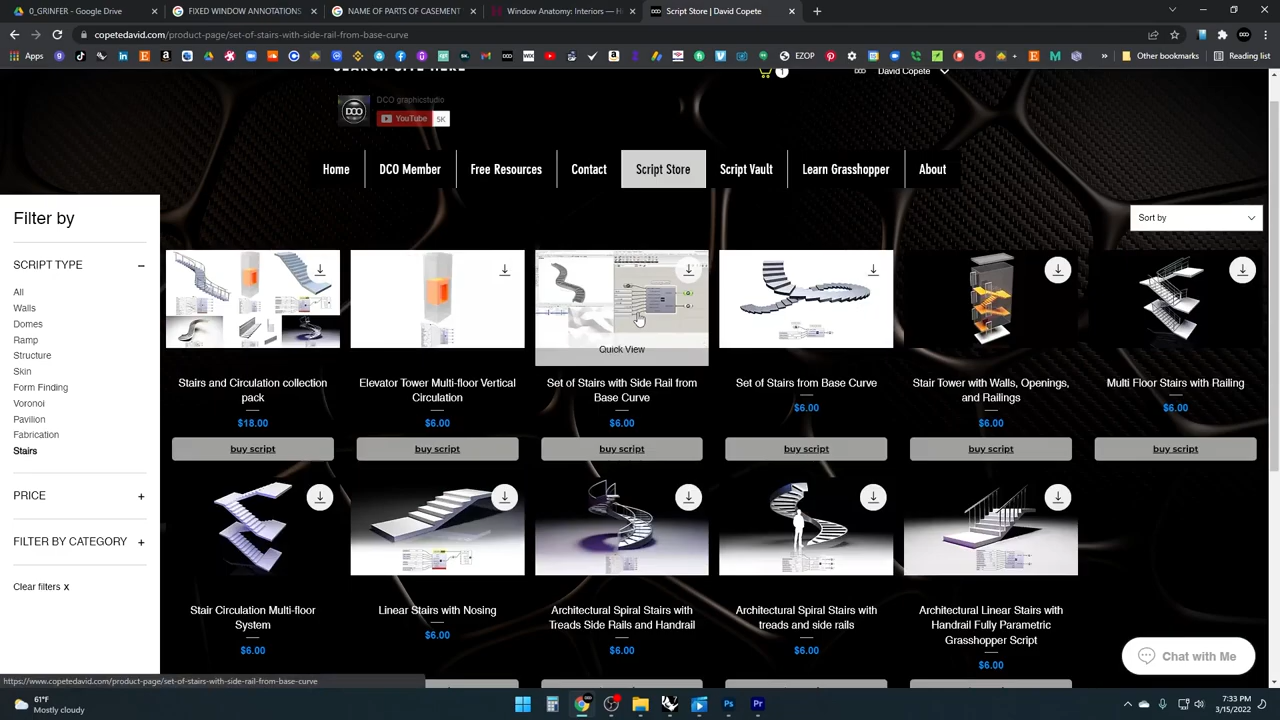 0_GRINFER - Google Drive
FIXED WINDOW ANNOTATIONS
NAME OF PARTS OF CASEMENT
Window Anatomy: Interiors — H
Script Store | David Copete
copetedavid.com/product-page/set-of-stairs-with-side-rail-from-base-curve
Apps
EZOP
Other bookmarks
Reading list
SEARCH SITE HERE
1
David Copete
DCO graphicstudio
YouTube 5K
Home
DCO Member
Free Resources
Contact
Script Store
Script Vault
Learn Grasshopper
About
Filter by
Sort by
SCRIPT TYPE
All
Walls
Domes
Ramp
Structure
Skin
Form Finding
Voronoi
Pavilion
Fabrication
Stairs
PRICE
FILTER BY CATEGORY
Clear filters x
Quick View
Stairs and Circulation collection
pack
$18.00
buy script
Elevator Tower Multi-floor Vertical
Circulation
$6.00
buy script
Set of Stairs with Side Rail from
Base Curve
$6.00
buy script
Set of Stairs from Base Curve
$6.00
buy script
Stair Tower with Walls, Openings,
and Railings
$6.00
buy script
Multi Floor Stairs with Railing
$6.00
buy script
Stair Circulation Multi-floor
System
$6.00
Linear Stairs with Nosing
$6.00
Architectural Spiral Stairs with
Treads Side Rails and Handrail
$6.00
Architectural Spiral Stairs with
treads and side rails
$6.00
Architectural Linear Stairs with
Handrail Fully Parametric
Grasshopper Script
$6.00
Chat with Me
https://www.copetedavid.com/product-page/set-of-stairs-with-side-rail-from-base-curve
61°F
Mostly cloudy
7:33 PM
3/15/2022